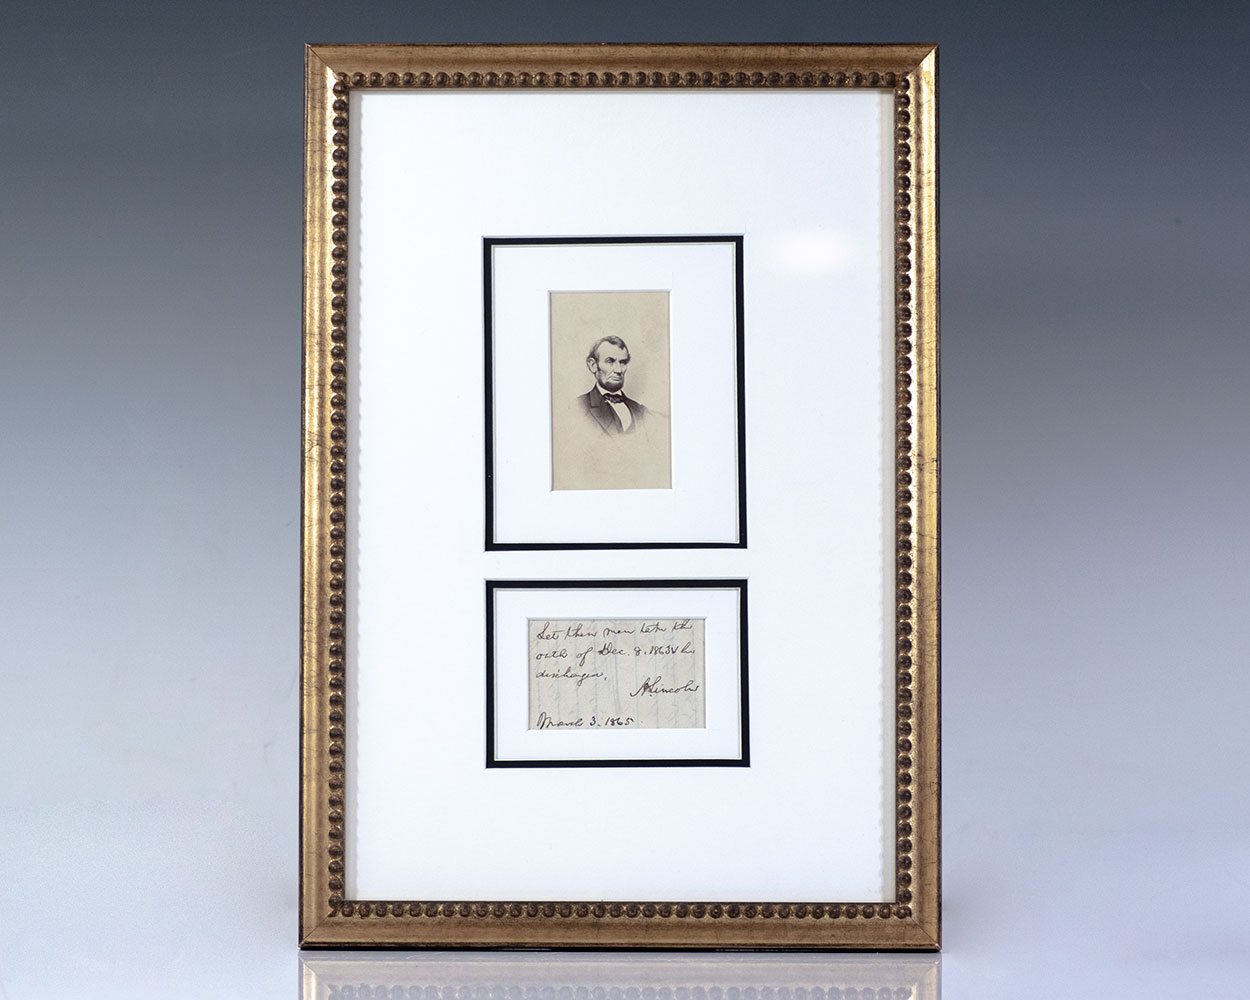 Let these men take the
oath of Dec. 8. 1863 & be
discharged.
A. Lincoln
March 3. 1865